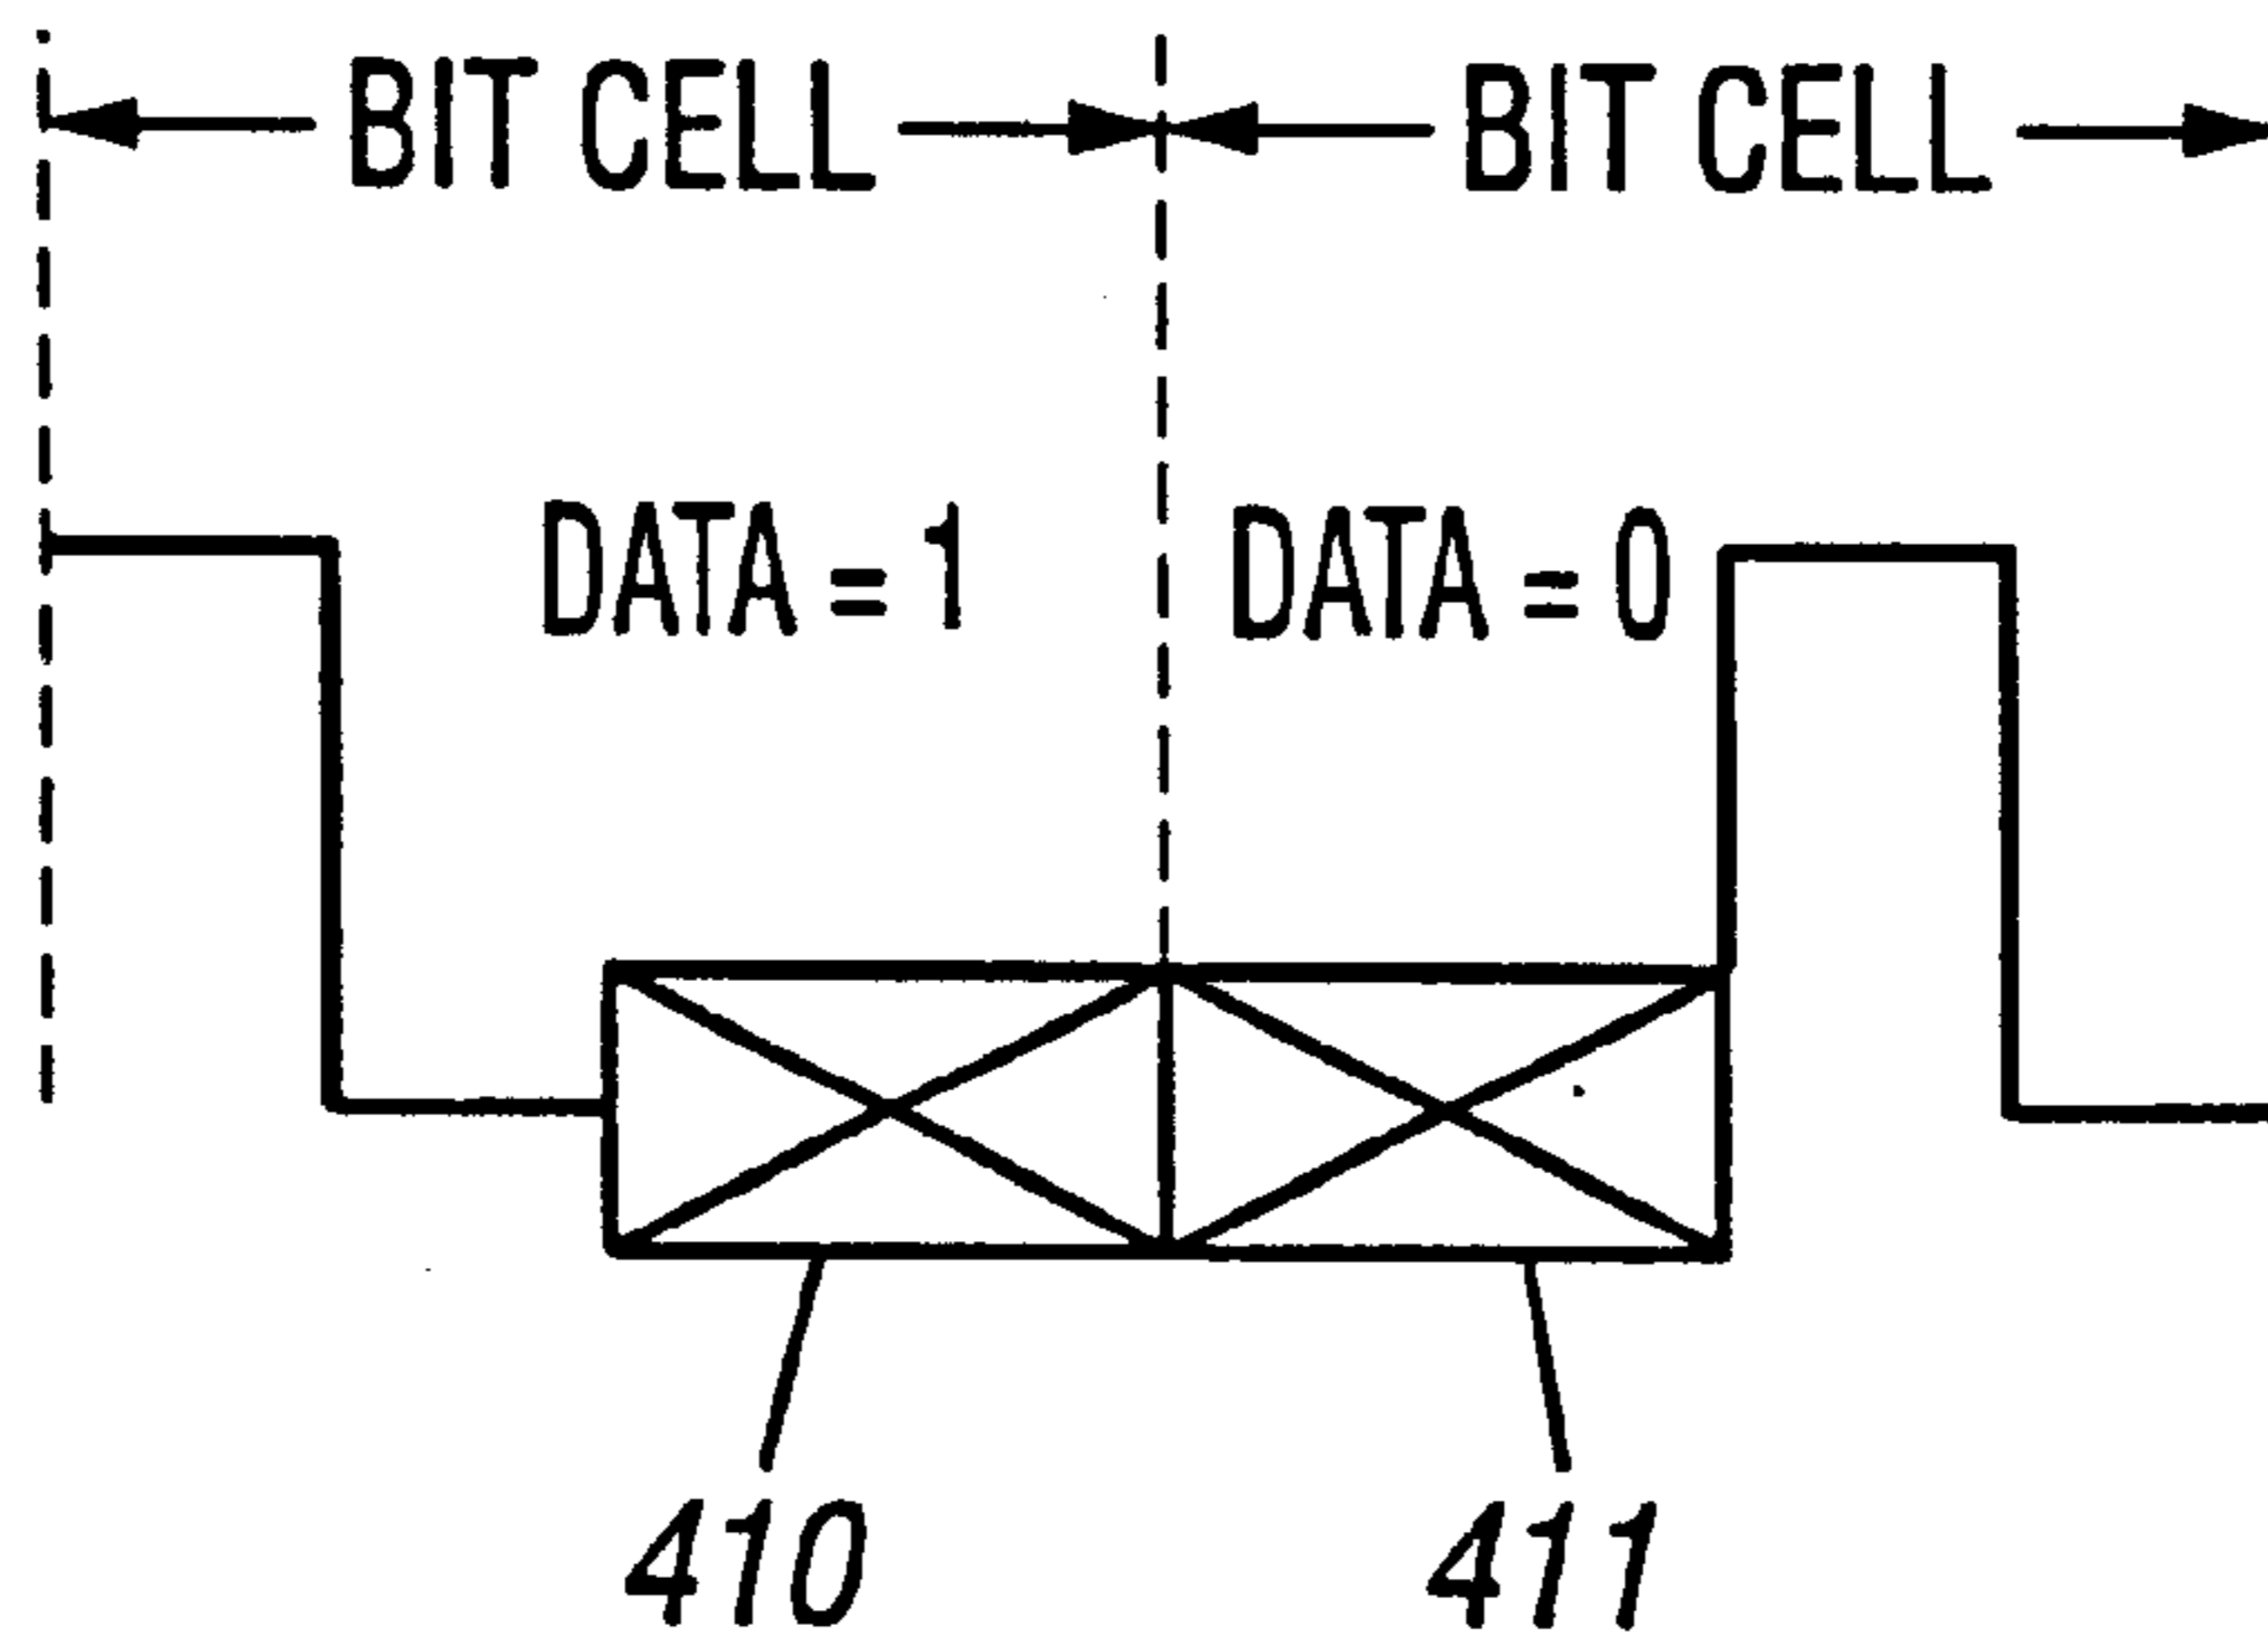 BIT CELL BIT CELL
DATA = 1 DATA = 0
410 411